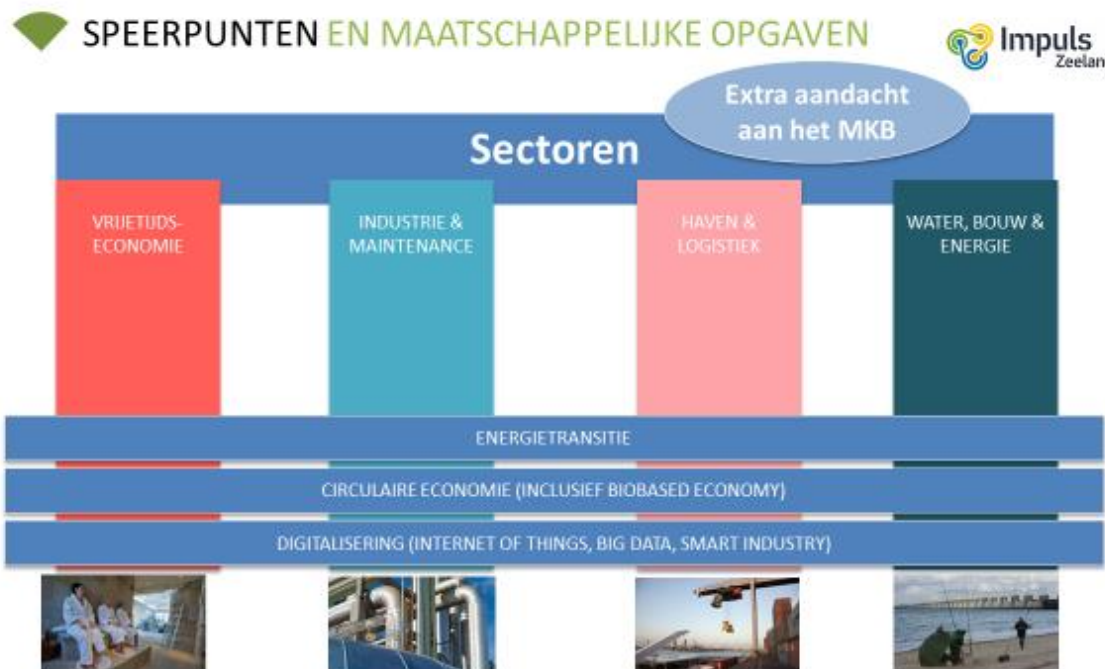 SPEERPUNTEN EN MAATSCHAPPELIJKE OPGAVEN
Impuls
Zeelan
Extra aandacht
aan het MKB
Sectoren
VRIJETIJDS-
ECONOMIE
INDUSTRIE &
MAINTENANCE
HAVEN &
LOGISTIEK
WATER, BOUW &
ENERGIE
ENERGIETRANSITIE
CIRCULAIRE ECONOMIE (INCLUSIEF BIOBASED ECONOMY)
DIGITALISERING (INTERNET OF THINGS, BIG DATA, SMART INDUSTRY)